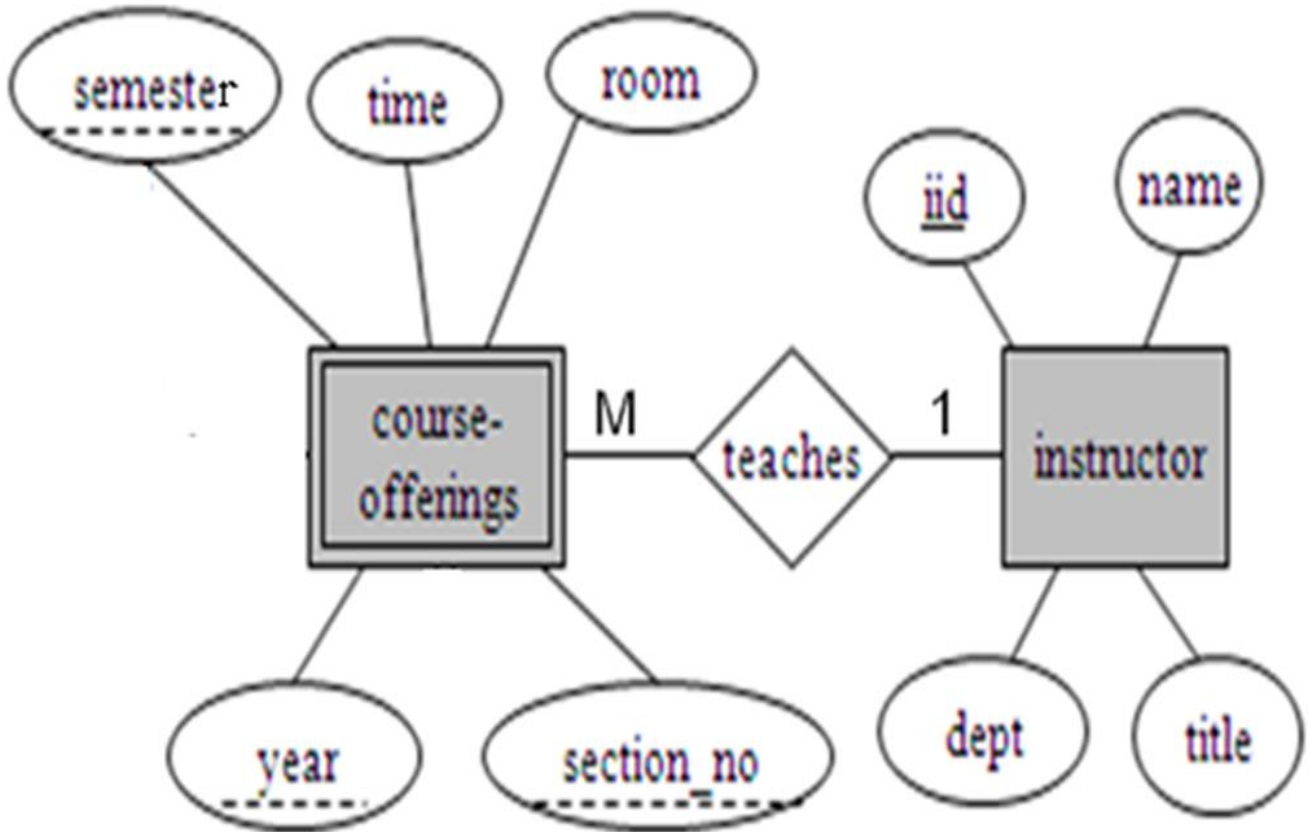 semester
time
room
iid
name
course-
offerings
M
teaches
1
instructor
year
section_no
dept
title